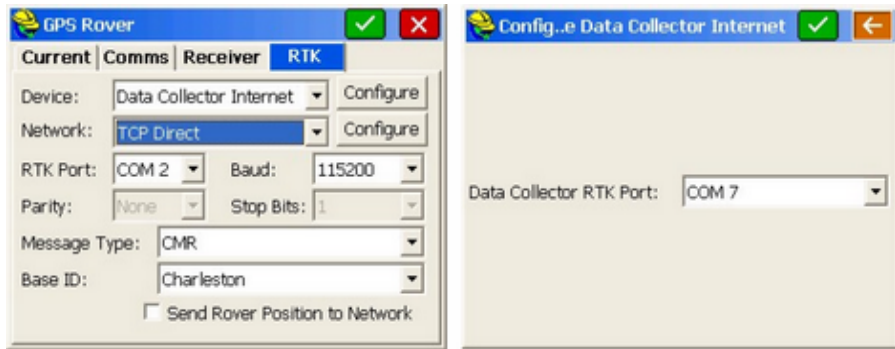 GPS Rover
Current Comms Receiver RTK
Device: Data Collector Internet Configure
Network: TCP Direct Configure
RTK Port: COM 2 Baud: 115200
Parity: None Stop Bits: 1
Message Type: CMR
Base ID: Charleston
Send Rover Position to Network
Config..e Data Collector Internet
Data Collector RTK Port: COM 7